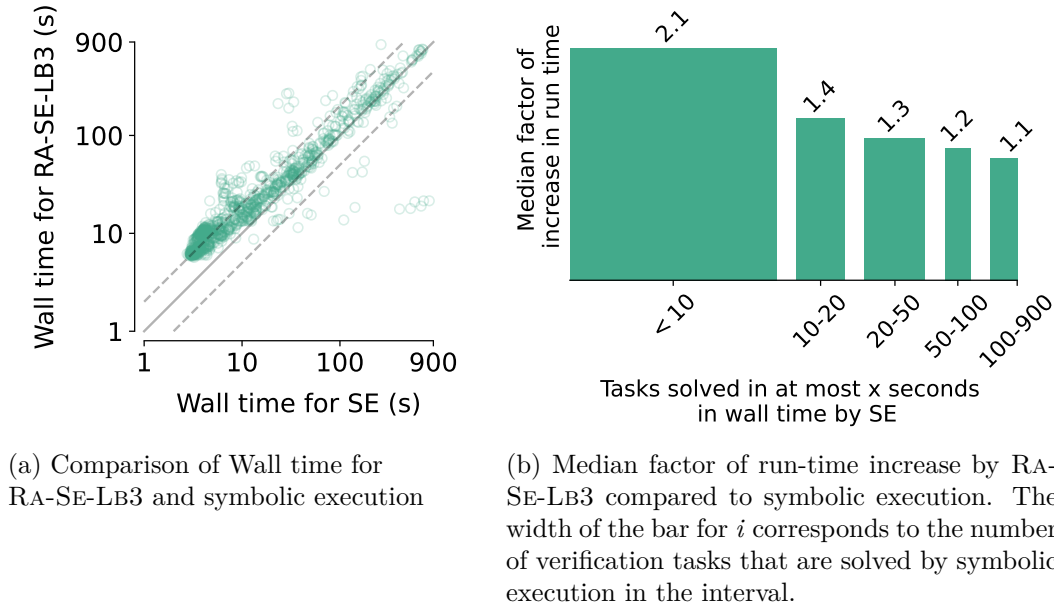 Wall time for RA-SE-LB3 (s)
900
100
10
1
1
10
100
900
Wall time for SE (s)
(a) Comparison of Wall time for
RA-SE-LB3 and symbolic execution
Median factor of
increase in run time
2.1
1.4
1.3
1.2
1.1
< 10
10-20
20-50
50-100
100-900
Tasks solved in at most x seconds
in wall time by SE
(b) Median factor of run-time increase by RA-
SE-LB3 compared to symbolic execution. The
width of the bar for i corresponds to the number
of verification tasks that are solved by symbolic
execution in the interval.